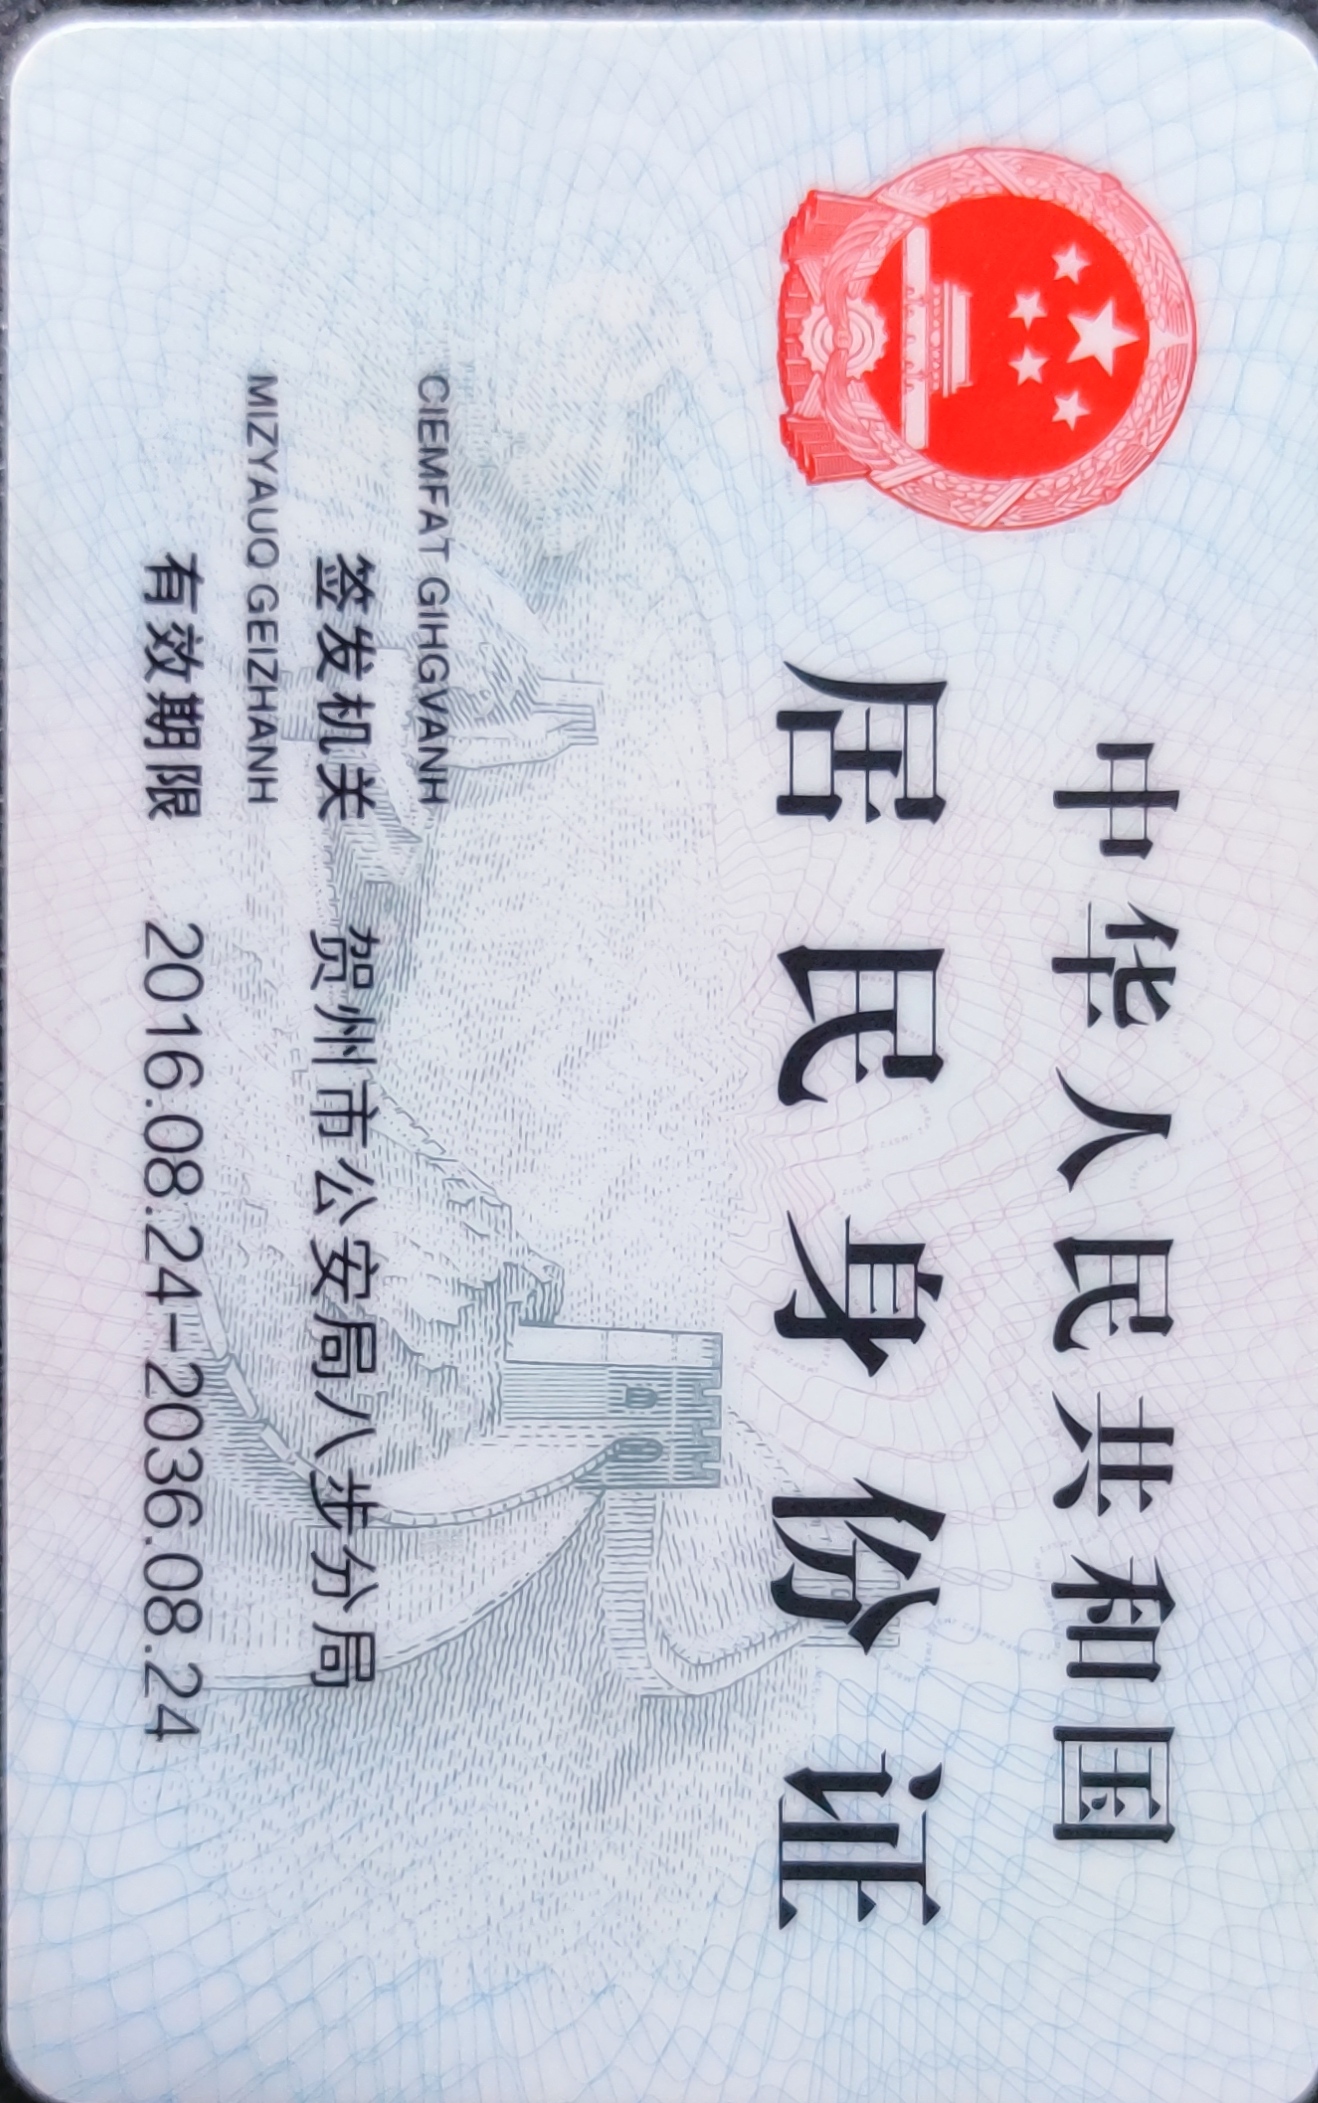 中华人民共和国
居民身份证
CIEMFAT GIHGVANH
签发机关 贺州市公安局八步分局
MIZYAUQ GEIZHANH
有效期限 2016.08.24-2036.08.24